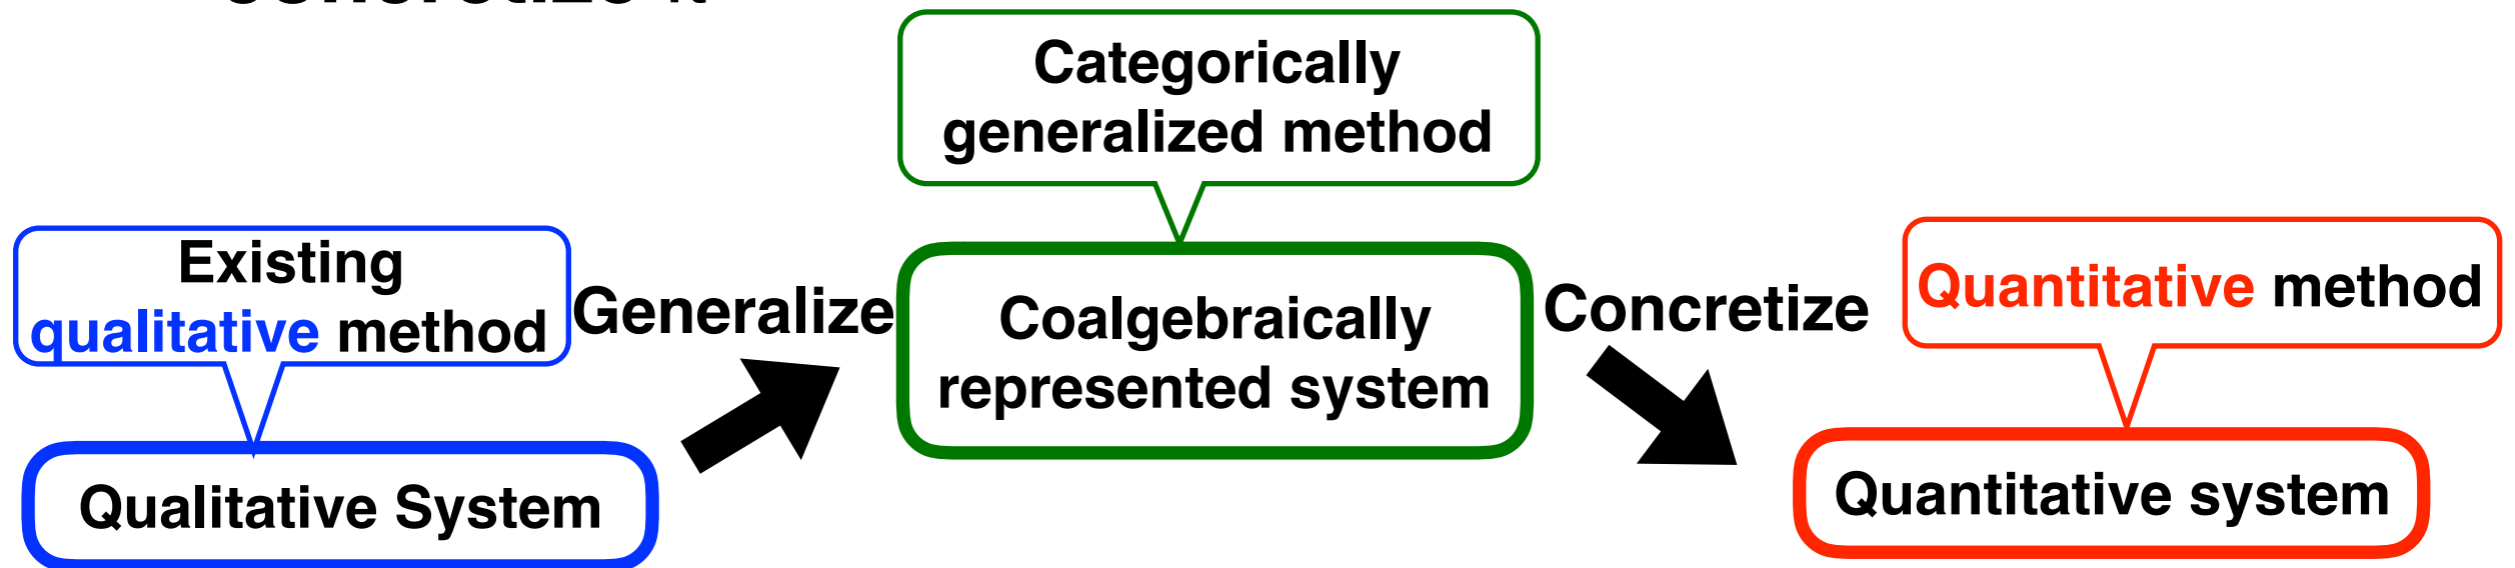 Categorically
generalized method
Existing
qualitative method
Generalize
Coalgebraically
represented system
Concretize
Quantitative method
Qualitative System
Quantitative system